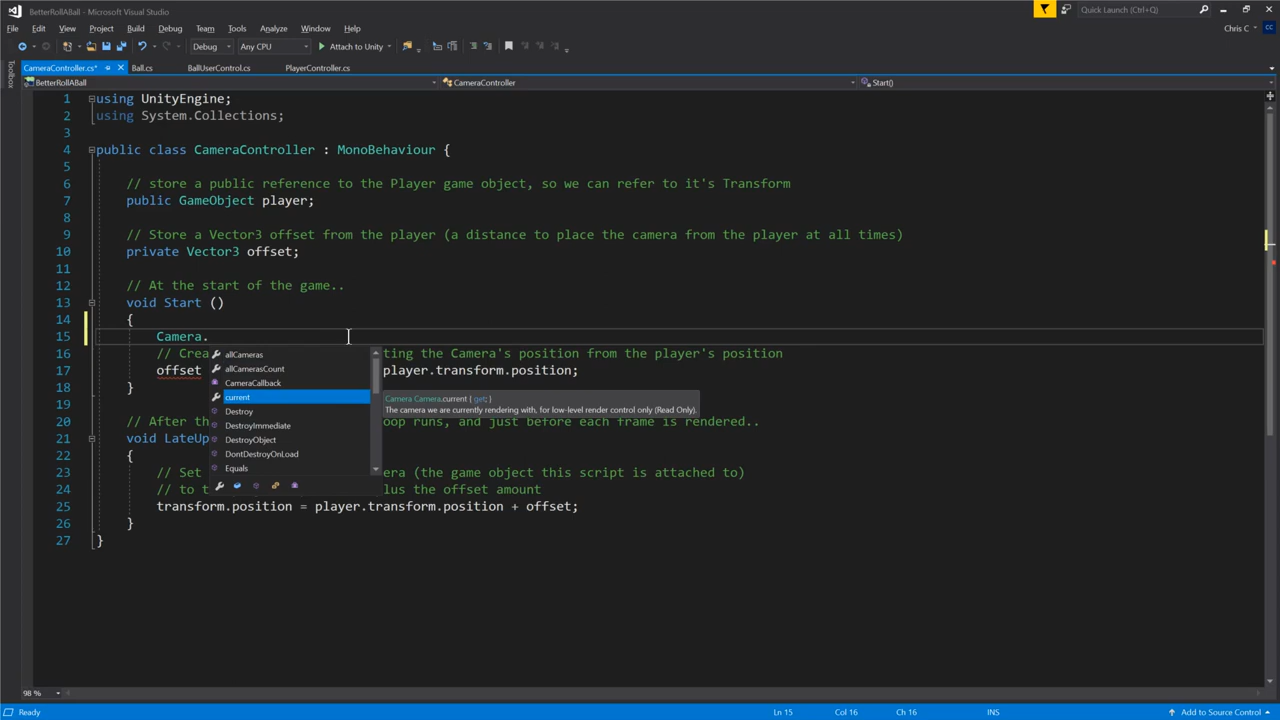 BetterRollABall
Quick Launch (Ctrl+Q)
File Edit View Project Build Debug Team Tools Analyze Window Help
Chris C CC
Debug Any CPU Attach to Unity
Toolbox
CameraController.cs* Ball.cs BallUserControl.cs PlayerController.cs
BetterRollABall CameraController Start()
1 using UnityEngine;
2 using System.Collections;
3
4 public class CameraController : MonoBehaviour {
5
6 // store a public reference to the Player game object, so we can refer to it's Transform
7 public GameObject player;
8
9 // Store a Vector3 offset from the player (a distance to place the camera from the player at all times)
10 private Vector3 offset;
11
12 // At the start of the game..
13 void Start ()
14 {
15 Camera.
16 // Crea ting the Camera's position from the player's position
17 offset player.transform.position;
18 }
19
20 // After th oop runs, and just before each frame is rendered..
21 void LateUp
22 {
23 // Set era (the game object this script is attached to)
24 // to t lus the offset amount
25 transform.position = player.transform.position + offset;
26 }
27 }
allCameras
allCamerasCount
CameraCallback
current
Destroy
DestroyImmediate
DestroyObject
DontDestroyOnLoad
Equals
Camera Camera.current { get; }
The camera we are currently rendering with, for low-level render control only (Read Only).
98 %
Ready Ln 15 Col 16 Ch 16 INS Add to Source Control